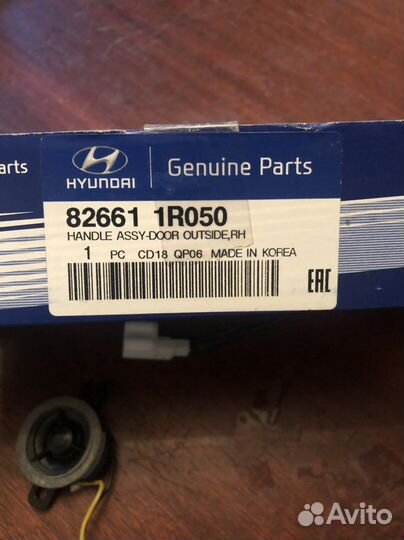 arts
HYUNDAI
Genuine Parts
82661 1R050
HANDLE ASSY-DOOR OUTSIDE,RH
1 PC CD18 QP06 MADE IN KOREA
EAC
Avito